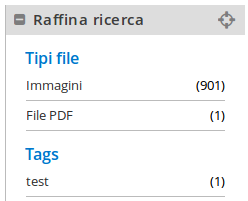 Raffina ricerca
Tipi file
Immagini (901)
File PDF (1)
Tags
test (1)